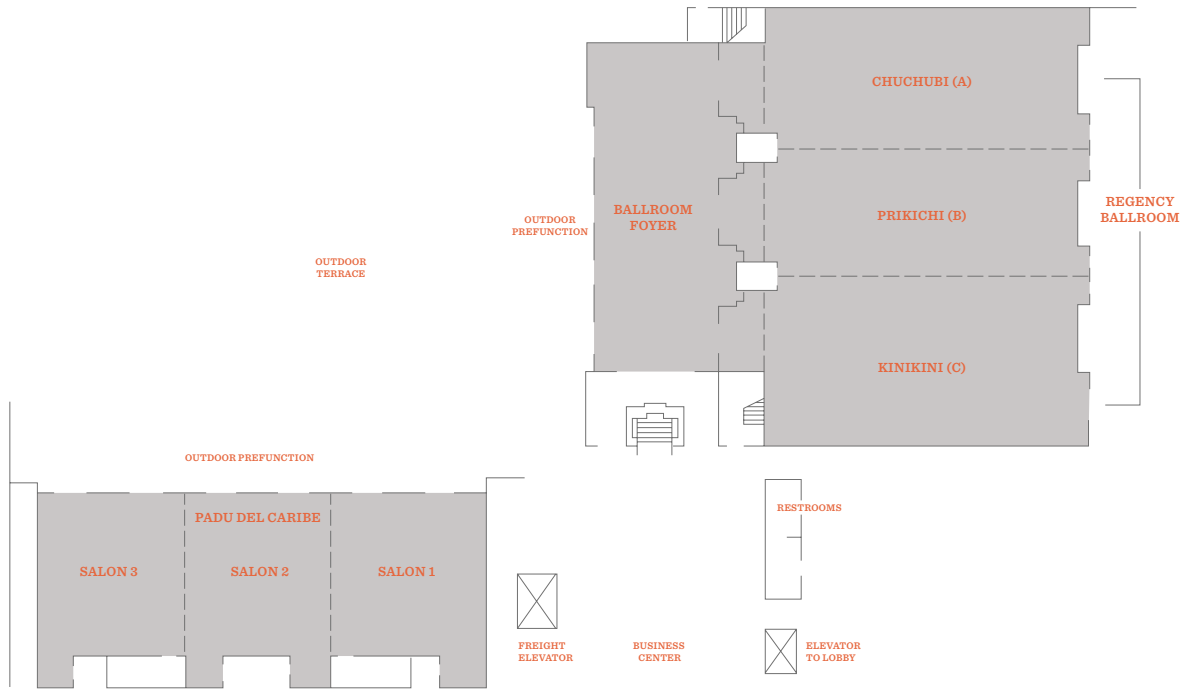 CHUCHUBI (A)
REGENCY
BALLROOM
BALLROOM
FOYER
PRIKICHI (B)
OUTDOOR
PREFUNCTION
OUTDOOR
TERRACE
KINIKINI (C)
OUTDOOR PREFUNCTION
PADU DEL CARIBE
RESTROOMS
SALON 3
SALON 2
SALON 1
FREIGHT
ELEVATOR
BUSINESS
CENTER
ELEVATOR
TO LOBBY